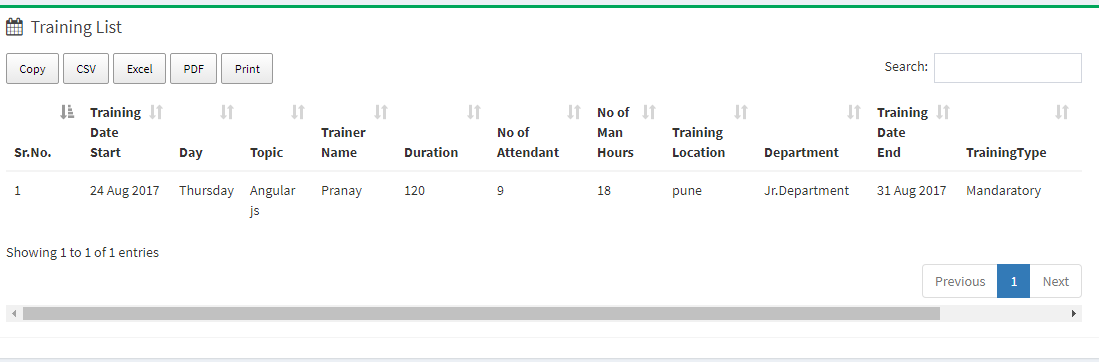 Training List
Copy CSV Excel PDF Print Search:
Sr.No. Training Date Start Day Topic Trainer Name Duration No of Attendant No of Man Hours Training Location Department Training Date End TrainingType
1 24 Aug 2017 Thursday Angular js Pranay 120 9 18 pune Jr.Department 31 Aug 2017 Mandaratory
Showing 1 to 1 of 1 entries
Previous 1 Next